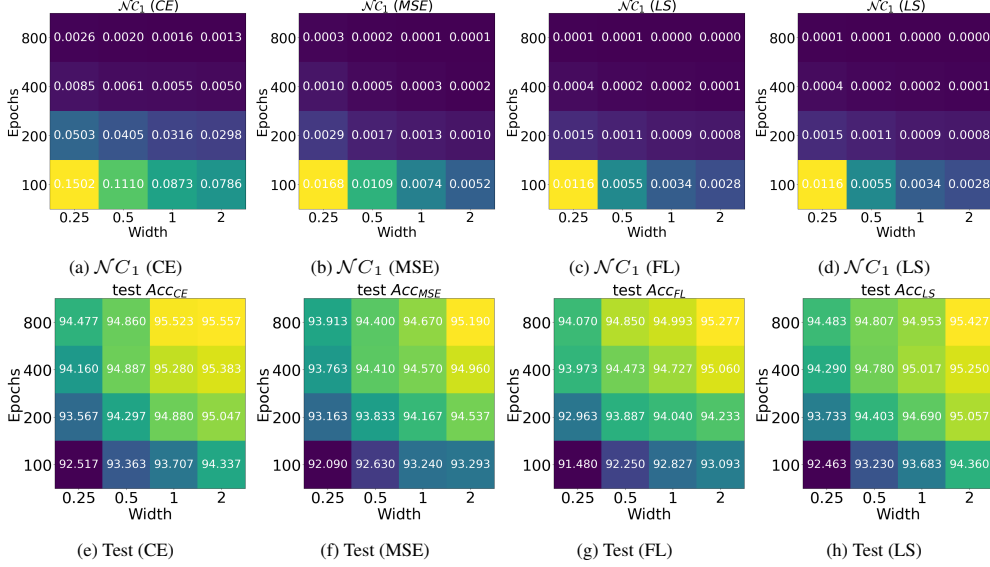 NC1 (CE) NC1 (MSE) NC1 (LS) NC1 (LS)
800 0.0026 0.0020 0.0016 0.0013 800 0.0003 0.0002 0.0001 0.0001 800 0.0001 0.0001 0.0000 0.0000 800 0.0001 0.0001 0.0000 0.0000
400 0.0085 0.0061 0.0055 0.0050 400 0.0010 0.0005 0.0003 0.0002 400 0.0004 0.0002 0.0002 0.0001 400 0.0004 0.0002 0.0002 0.0001
Epochs Epochs Epochs Epochs
200 0.0503 0.0405 0.0316 0.0298 200 0.0029 0.0017 0.0013 0.0010 200 0.0015 0.0011 0.0009 0.0008 200 0.0015 0.0011 0.0009 0.0008
100 0.1502 0.1110 0.0873 0.0786 100 0.0168 0.0109 0.0074 0.0052 100 0.0116 0.0055 0.0034 0.0028 100 0.0116 0.0055 0.0034 0.0028
0.25 0.5 1 2 0.25 0.5 1 2 0.25 0.5 1 2 0.25 0.5 1 2
Width Width Width Width
(a) NC1 (CE) (b) NC1 (MSE) (c) NC1 (FL) (d) NC1 (LS)
test AccCE test AccMSE test AccFL test AccLS
800 94.477 94.860 95.523 95.557 800 93.913 94.400 94.670 95.190 800 94.070 94.850 94.993 95.277 800 94.483 94.807 94.953 95.427
400 94.160 94.887 95.280 95.383 400 93.763 94.410 94.570 94.960 400 93.973 94.473 94.727 95.060 400 94.290 94.780 95.017 95.250
Epochs Epochs Epochs Epochs
200 93.567 94.297 94.880 95.047 200 93.163 93.833 94.167 94.537 200 92.963 93.887 94.040 94.233 200 93.733 94.403 94.690 95.057
100 92.517 93.363 93.707 94.337 100 92.090 92.630 93.240 93.293 100 91.480 92.250 92.827 93.093 100 92.463 93.230 93.683 94.360
0.25 0.5 1 2 0.25 0.5 1 2 0.25 0.5 1 2 0.25 0.5 1 2
Width Width Width Width
(e) Test (CE) (f) Test (MSE) (g) Test (FL) (h) Test (LS)